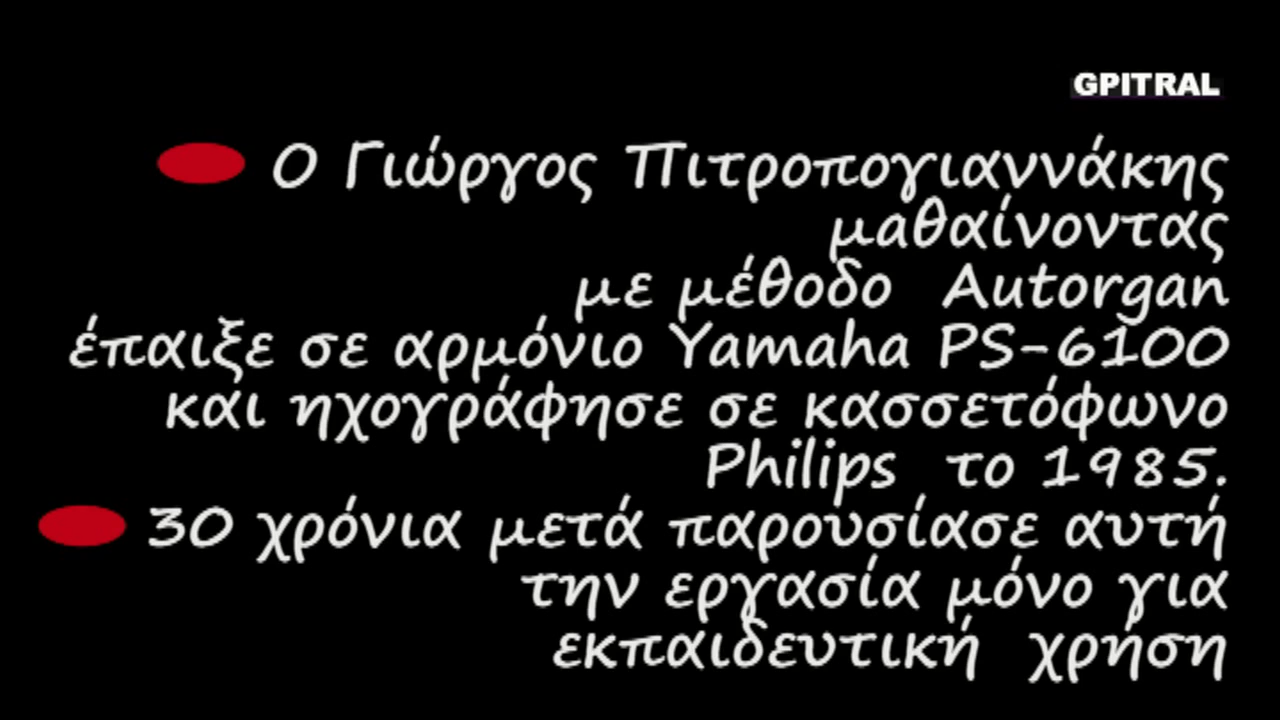 GPITRAL
Ο Γιώργος Πιτροπογιαννάκης
μαθαίνοντας
με μέθοδο Autorgan
έπαιξε σε αρμόνιο Yamaha PS-6100
και ηχογράφησε σε κασσετόφωνο
Philips το 1985.
30 χρόνια μετά παρουσίασε αυτή
την εργασία μόνο για
εκπαιδευτική χρήση